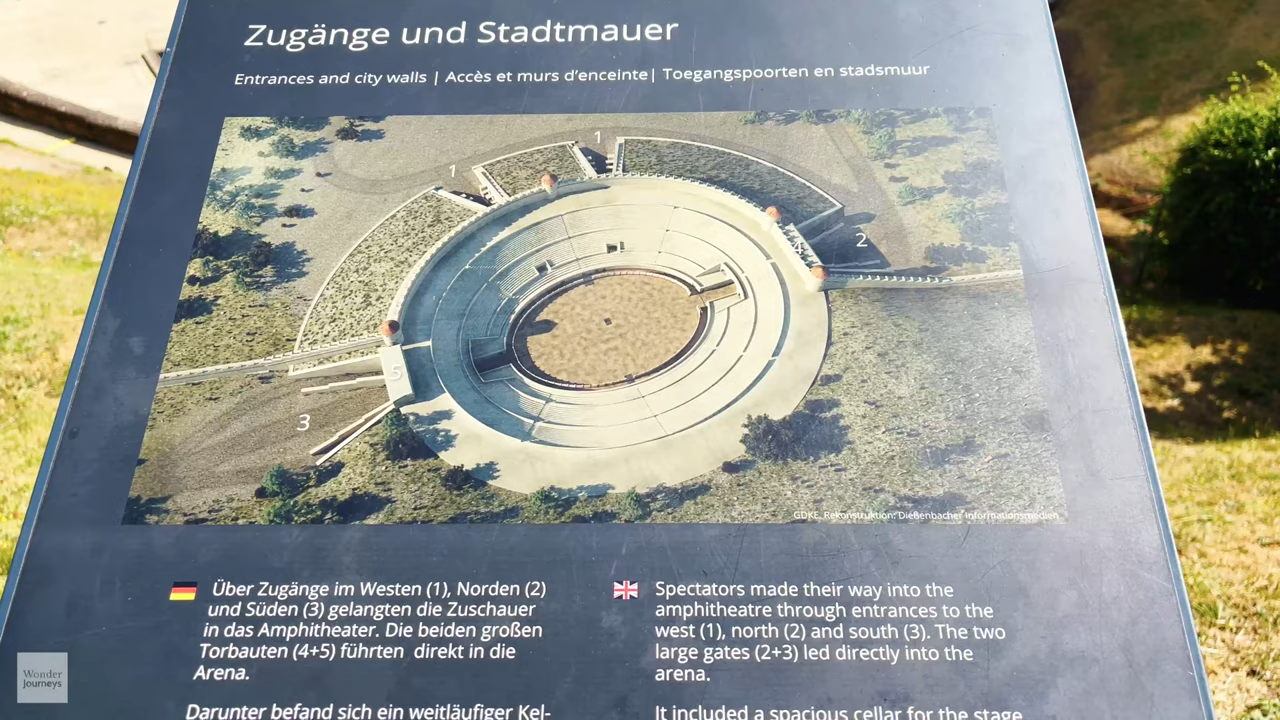 Zugänge und Stadtmauer
Entrances and city walls | Accès et murs d'enceinte| Toegangspoorten en stadsmuur
1
1
2
4
5
3
GDKE, Rekonstruktion: Dießenbacher Informationsmedien
Über Zugänge im Westen (1), Norden (2)
und Süden (3) gelangten die Zuschauer
in das Amphitheater. Die beiden großen
Torbauten (4+5) führten direkt in die
Arena.
Darunter befand sich ein weitläufiger Kel-
Spectators made their way into the
amphitheatre through entrances to the
west (1), north (2) and south (3). The two
large gates (2+3) led directly into the
arena.
It included a spacious cellar for the stage
Wonder
Journeys